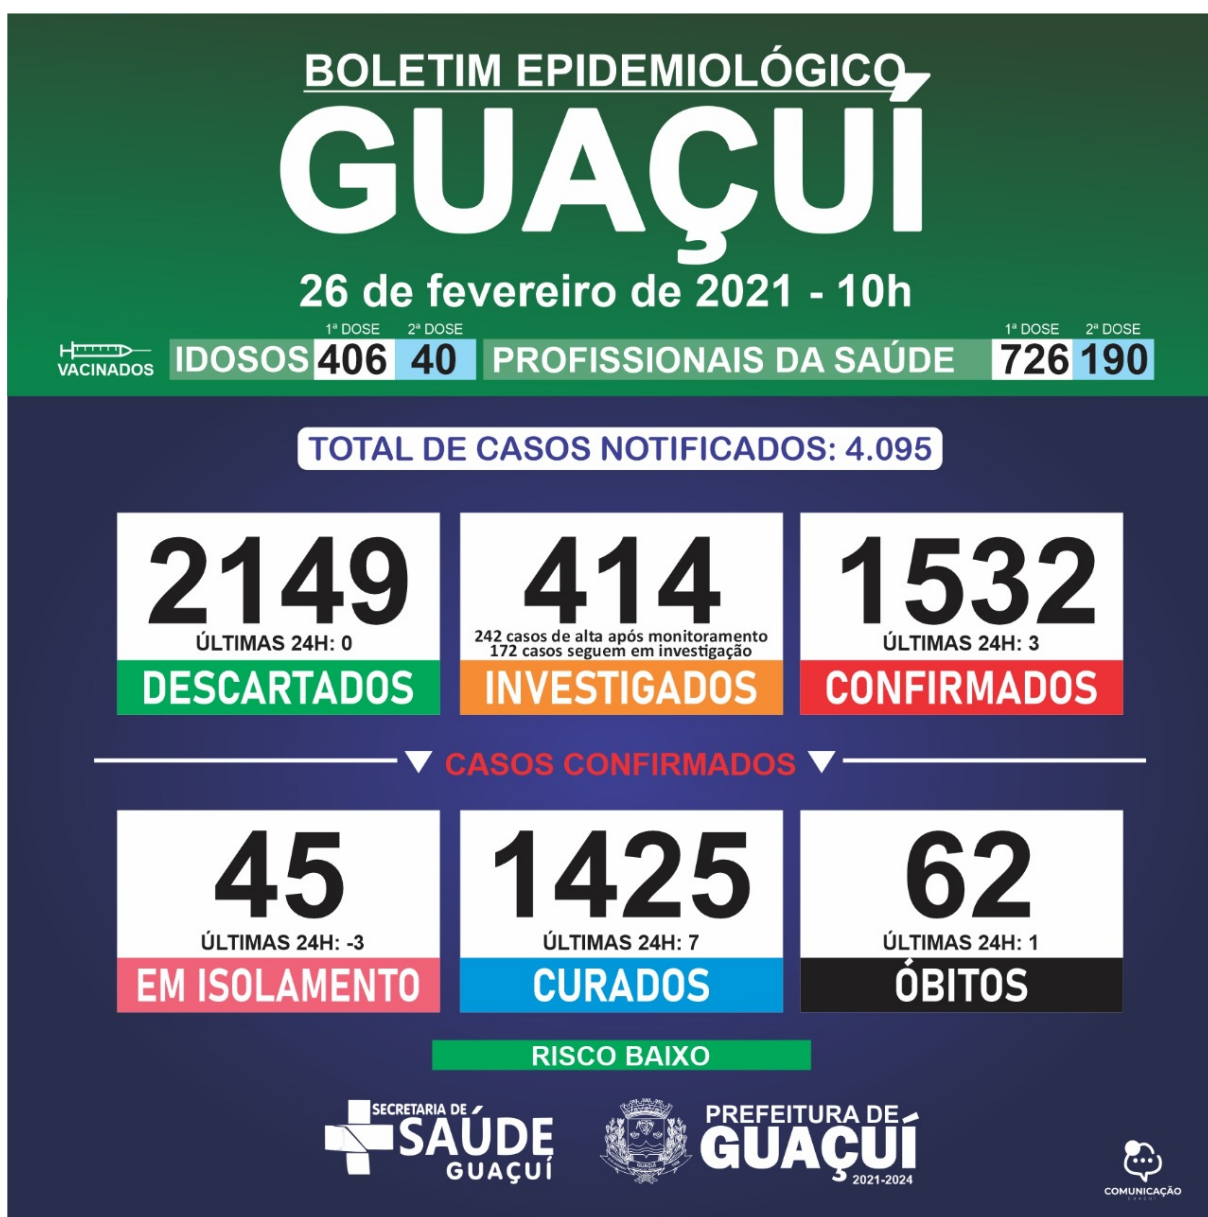 BOLETIM EPIDEMIOLÓGICO
GUAÇUÍ
26 de fevereiro de 2021 - 10h
1ª DOSE 2ª DOSE 1ª DOSE 2ª DOSE
VACINADOS IDOSOS 406 40 PROFISSIONAIS DA SAÚDE 726 190
TOTAL DE CASOS NOTIFICADOS: 4.095
2149
ÚLTIMAS 24H: 0
DESCARTADOS
414
242 casos de alta após monitoramento
172 casos seguem em investigação
INVESTIGADOS
1532
ÚLTIMAS 24H: 3
CONFIRMADOS
CASOS CONFIRMADOS
45
ÚLTIMAS 24H: -3
EM ISOLAMENTO
1425
ÚLTIMAS 24H: 7
CURADOS
62
ÚLTIMAS 24H: 1
ÓBITOS
RISCO BAIXO
SECRETARIA DE
SAÚDE
GUAÇUÍ
PREFEITURA DE
GUAÇUÍ
2021-2024
COMUNICAÇÃO